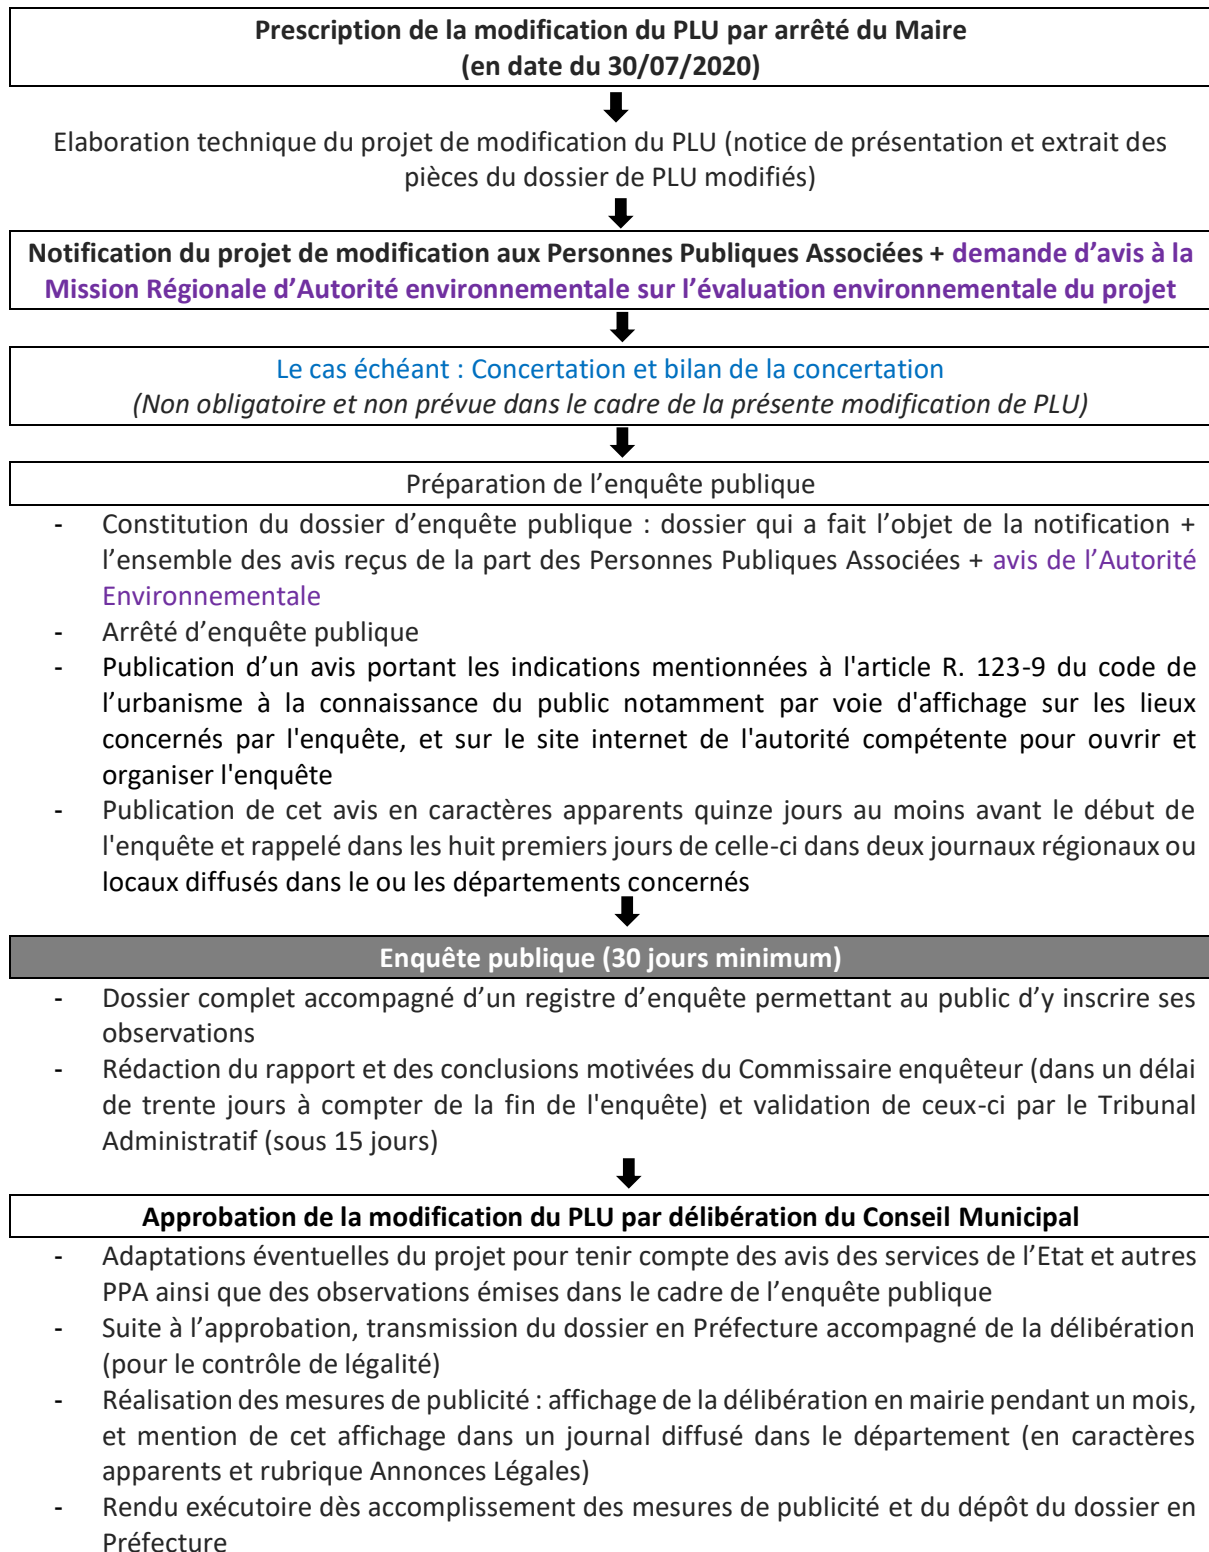 Prescription de la modification du PLU par arrêté du Maire
(en date du 30/07/2020)
Elaboration technique du projet de modification du PLU (notice de présentation et extrait des
pièces du dossier de PLU modifiés)
Notification du projet de modification aux Personnes Publiques Associées + demande d’avis à la
Mission Régionale d’Autorité environnementale sur l’évaluation environnementale du projet
Le cas échéant : Concertation et bilan de la concertation
(Non obligatoire et non prévue dans le cadre de la présente modification de PLU)
Préparation de l’enquête publique
- Constitution du dossier d’enquête publique : dossier qui a fait l’objet de la notification +
l’ensemble des avis reçus de la part des Personnes Publiques Associées + avis de l’Autorité
Environnementale
- Arrêté d’enquête publique
- Publication d’un avis portant les indications mentionnées à l'article R. 123-9 du code de
l’urbanisme à la connaissance du public notamment par voie d'affichage sur les lieux
concernés par l'enquête, et sur le site internet de l'autorité compétente pour ouvrir et
organiser l'enquête
- Publication de cet avis en caractères apparents quinze jours au moins avant le début de
l'enquête et rappelé dans les huit premiers jours de celle-ci dans deux journaux régionaux ou
locaux diffusés dans le ou les départements concernés
Enquête publique (30 jours minimum)
- Dossier complet accompagné d’un registre d’enquête permettant au public d’y inscrire ses
observations
- Rédaction du rapport et des conclusions motivées du Commissaire enquêteur (dans un délai
de trente jours à compter de la fin de l'enquête) et validation de ceux-ci par le Tribunal
Administratif (sous 15 jours)
Approbation de la modification du PLU par délibération du Conseil Municipal
- Adaptations éventuelles du projet pour tenir compte des avis des services de l’Etat et autres
PPA ainsi que des observations émises dans le cadre de l’enquête publique
- Suite à l’approbation, transmission du dossier en Préfecture accompagné de la délibération
(pour le contrôle de légalité)
- Réalisation des mesures de publicité : affichage de la délibération en mairie pendant un mois,
et mention de cet affichage dans un journal diffusé dans le département (en caractères
apparents et rubrique Annonces Légales)
- Rendu exécutoire dès accomplissement des mesures de publicité et du dépôt du dossier en
Préfecture